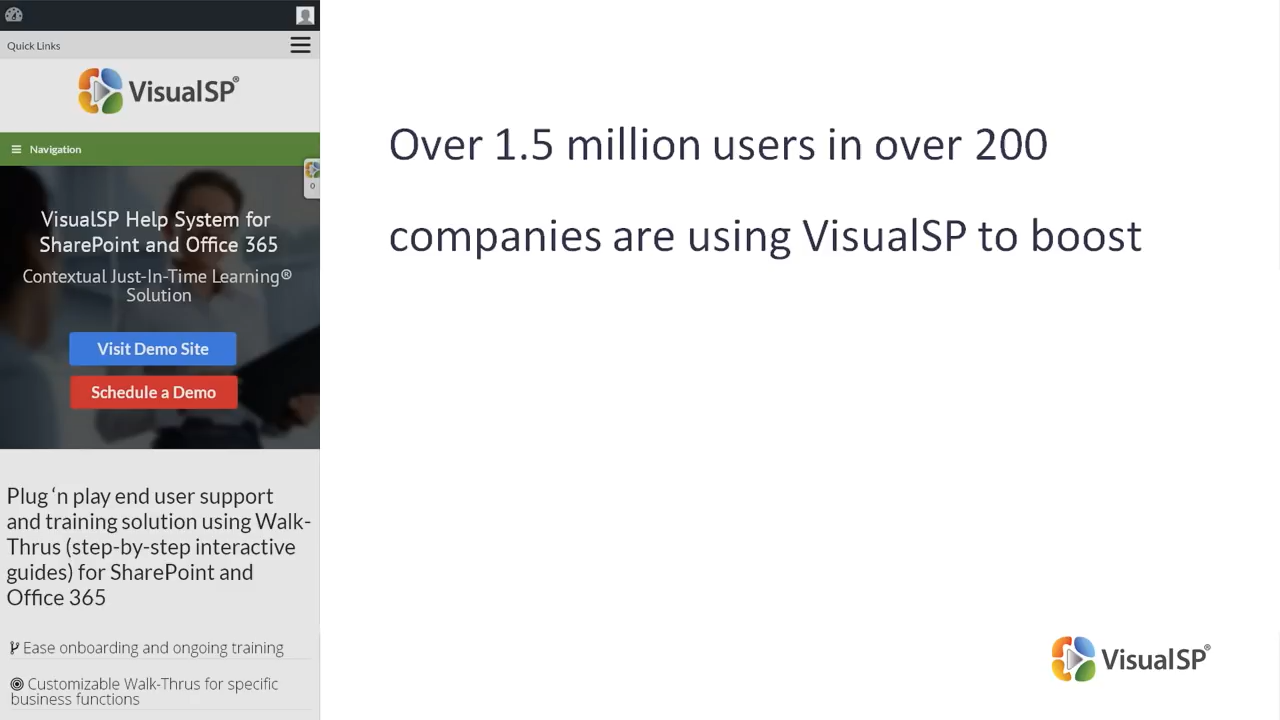 Quick Links
VisualSP®
Navigation
0
VisualSP Help System for
SharePoint and Office 365
Contextual Just-In-Time Learning®
Solution
Visit Demo Site
Schedule a Demo
Plug ‘n play end user support
and training solution using Walk-
Thrus (step-by-step interactive
guides) for SharePoint and
Office 365
Ease onboarding and ongoing training
Customizable Walk-Thrus for specific
business functions
Over 1.5 million users in over 200
companies are using VisualSP to boost
VisualSP®